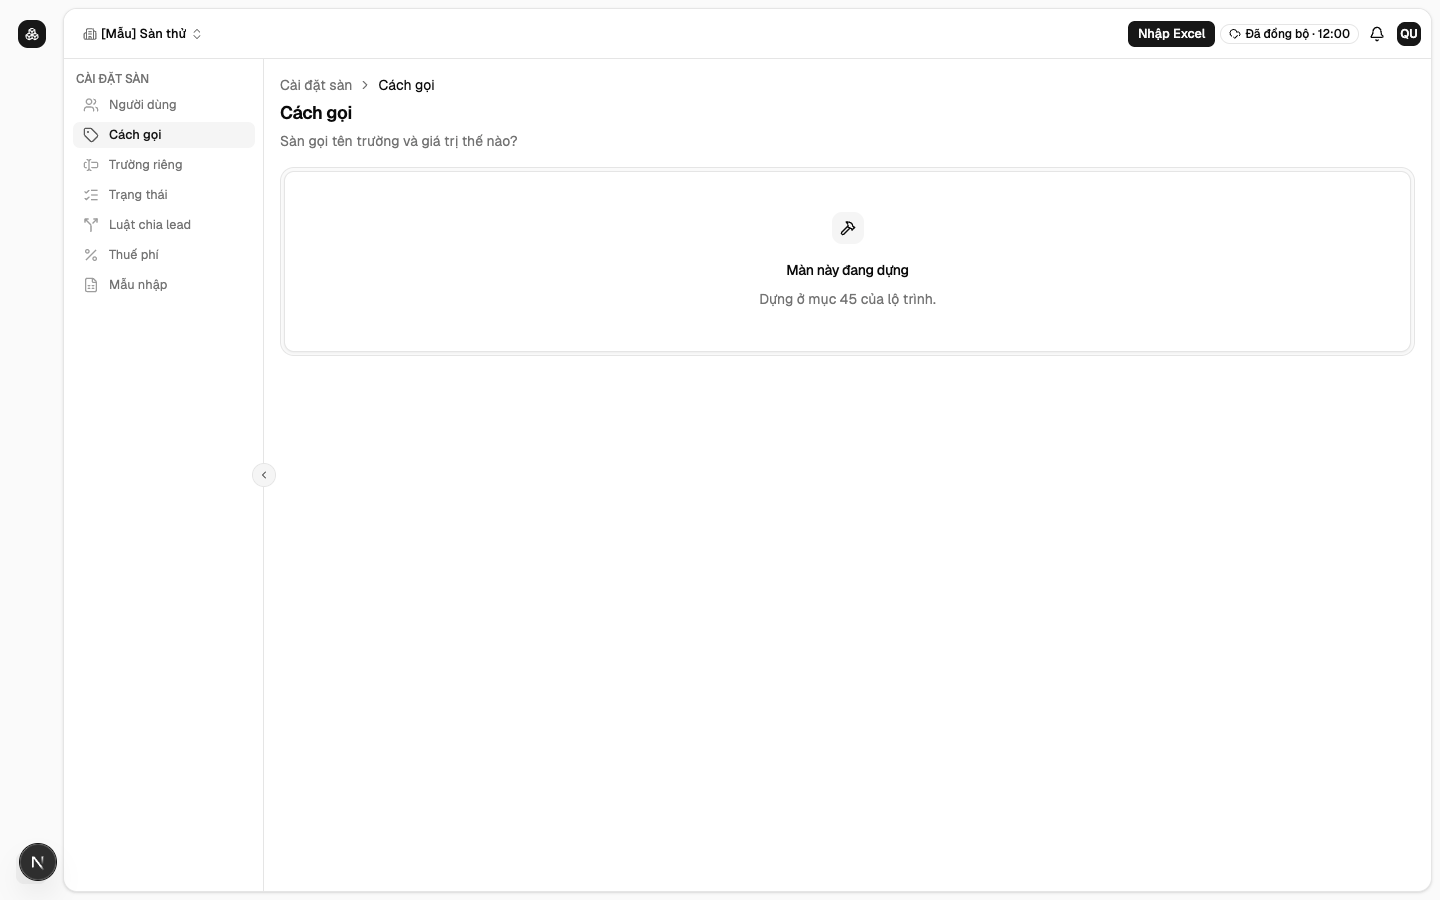 [Mẫu] Sàn thử
Nhập Excel
Đã đồng bộ · 12:00
QU
CÀI ĐẶT SÀN
Người dùng
Cách gọi
Trường riêng
Trạng thái
Luật chia lead
Thuế phí
Mẫu nhập
Cài đặt sàn > Cách gọi
Cách gọi
Sàn gọi tên trường và giá trị thế nào?
Màn này đang dựng
Dựng ở mục 45 của lộ trình.
N